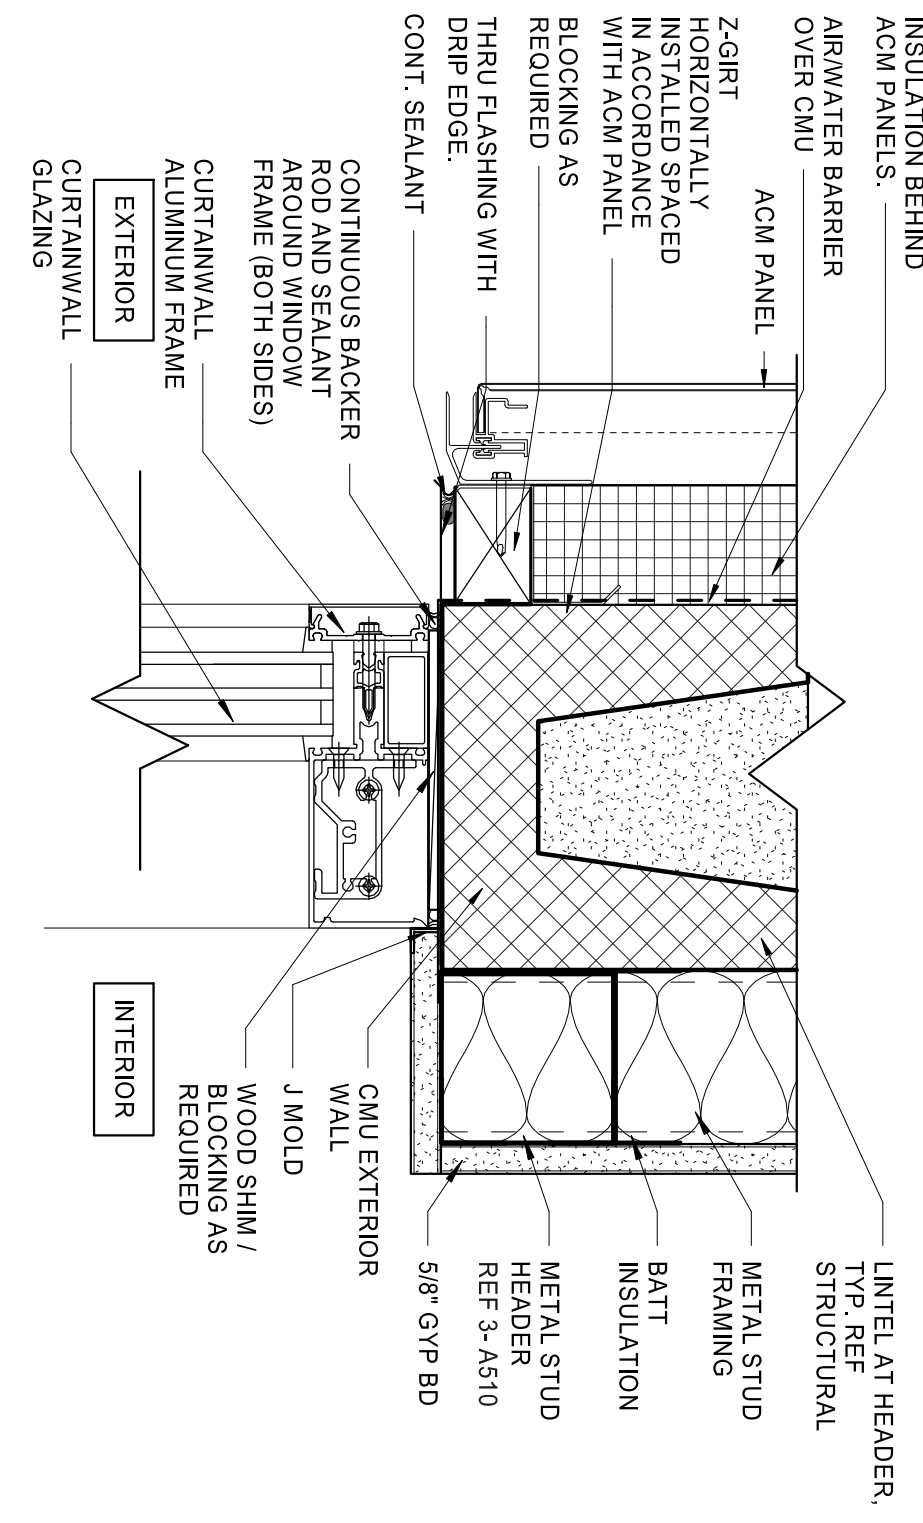 INSULATION BEHIND
ACM PANELS.
AIR/WATER BARRIER
OVER CMU
ACM PANEL
Z-GIRT
HORIZONTALLY
INSTALLED SPACED
IN ACCORDANCE
WITH ACM PANEL
BLOCKING AS
REQUIRED
THRU FLASHING WITH
DRIP EDGE.
CONT. SEALANT
CONTINUOUS BACKER
ROD AND SEALANT
AROUND WINDOW
FRAME (BOTH SIDES)
CURTAINWALL
ALUMINUM FRAME
EXTERIOR
CURTAINWALL
GLAZING
LINTEL AT HEADER,
TYP. REF
STRUCTURAL
METAL STUD
FRAMING
BATT
INSULATION
METAL STUD
HEADER
REF 3- A510
5/8" GYP BD
CMU EXTERIOR
WALL
J MOLD
WOOD SHIM /
BLOCKING AS
REQUIRED
INTERIOR